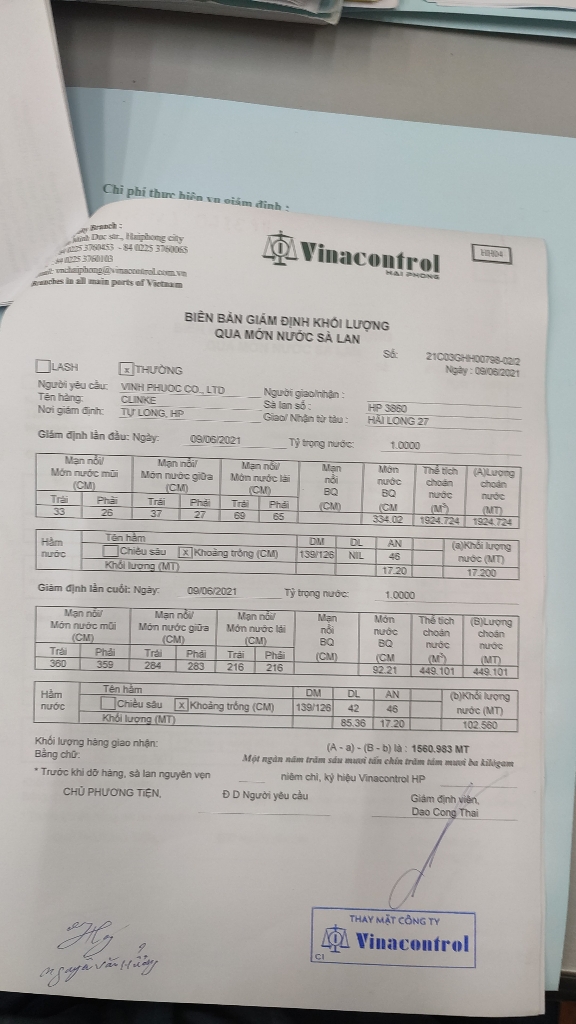 Chi phí thực hiện vụ giám định :
Branch :
Minh Duc str., Haiphong city
0225 3760453 - 84 0225 3760065
84 0225 3760103
vnchaiphong@vinacontrol.com.vn
Branches in all main ports of Vietnam
Vinacontrol
HAI PHONG
HH04
BIÊN BẢN GIÁM ĐỊNH KHỐI LƯỢNG
QUA MỚN NƯỚC SÀ LAN
Số: 21C03GHH00798-02/2
Ngày : 09/06/2021
LASH x THƯỜNG
Người yêu cầu: VINH PHUOC CO., LTD Người giao/nhận :
Tên hàng: CLINKE Sà lan số : HP 3860
Nơi giám định: TỰ LONG, HP Giao/ Nhận từ tàu : HẢI LONG 27
Giám định lần đầu: Ngày: 09/06/2021 Tỷ trọng nước: 1.0000
Mạn nổi/ Mớn nước mũi (CM) Mạn nổi/ Mớn nước giữa (CM) Mạn nổi/ Mớn nước lái (CM) Mạn nổi BQ (CM) Mớn nước BQ (CM Thể tích choán nước (M³) (A)Lượng choán nước (MT)
Trái Phải Trái Phải Trái Phải
33 26 37 27 69 65 334.02 1924.724 1924.724
Hầm nước Tên hầm DM DL AN (a)Khối lượng nước (MT)
Chiều sâu x Khoảng trống (CM) 139/126 NIL 46
Khối lượng (MT) 17.20 17.200
Giám định lần cuối: Ngày: 09/06/2021 Tỷ trọng nước: 1.0000
Mạn nổi/ Mớn nước mũi (CM) Mạn nổi/ Mớn nước giữa (CM) Mạn nổi/ Mớn nước lái (CM) Mạn nổi BQ (CM) Mớn nước BQ (CM Thể tích choán nước (M³) (B)Lượng choán nước (MT)
Trái Phải Trái Phải Trái Phải
360 359 284 283 216 216 92.21 449.101 449.101
Hầm nước Tên hầm DM DL AN (b)Khối lượng nước (MT)
Chiều sâu x Khoảng trống (CM) 139/126 42 46
Khối lượng (MT) 85.36 17.20 102.560
Khối lượng hàng giao nhận: (A - a) - (B - b) là : 1560.983 MT
Bằng chữ: Một ngàn năm trăm sáu mươi tấn chín trăm tám mươi ba kilôgam
* Trước khi dỡ hàng, sà lan nguyên vẹn niêm chì, ký hiệu Vinacontrol HP
CHỦ PHƯƠNG TIỆN, Đ D Người yêu cầu Giám định viên,
Dao Cong Thai
THAY MẶT CÔNG TY
Vinacontrol
C1
nguyễn văn